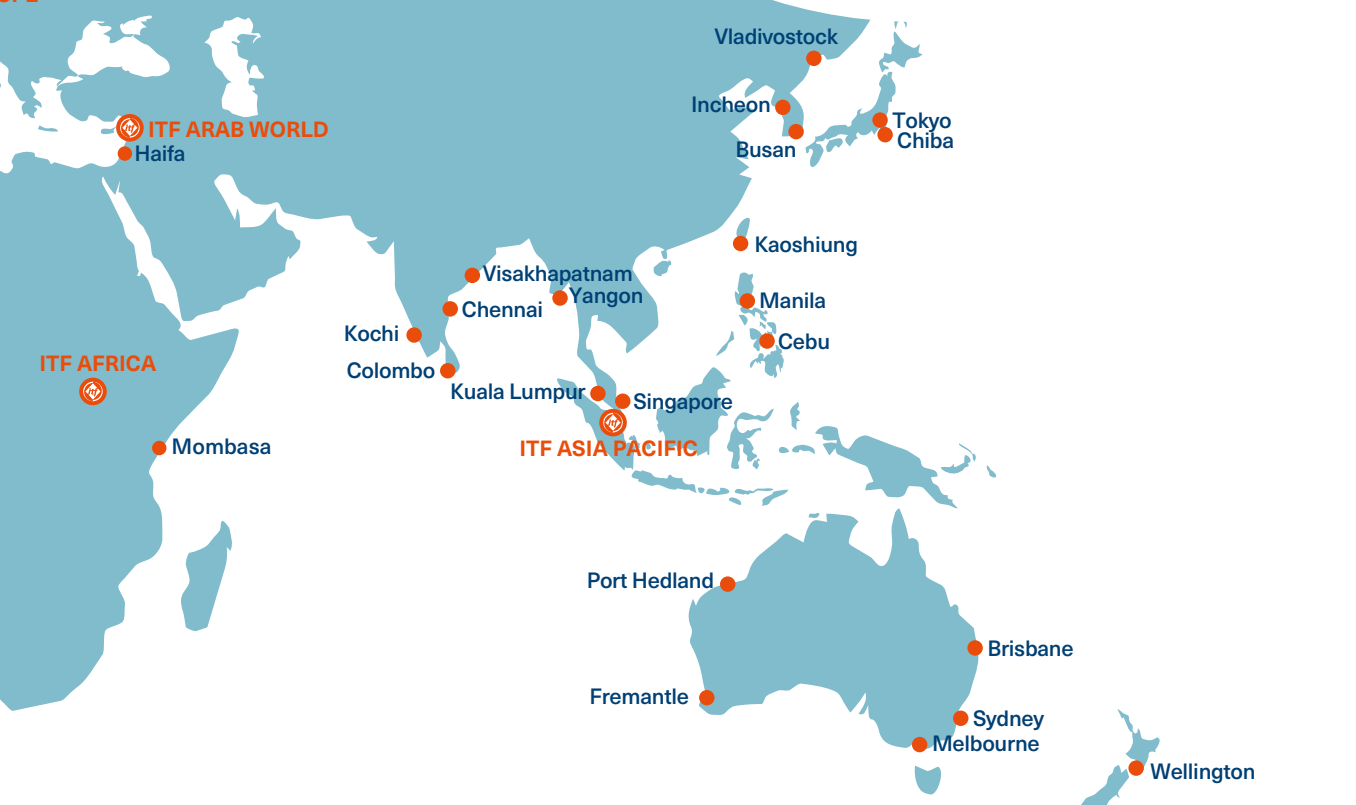 Vladivostock
Incheon
Tokyo
ITF ARAB WORLD
Chiba
Busan
Haifa
Kaoshiung
Visakhapatnam
Yangon
Manila
Chennai
Kochi
Cebu
ITF AFRICA
Colombo
Kuala Lumpur
Singapore
Mombasa
ITF ASIA PACIFIC
Port Hedland
Brisbane
Fremantle
Sydney
Melbourne
Wellington